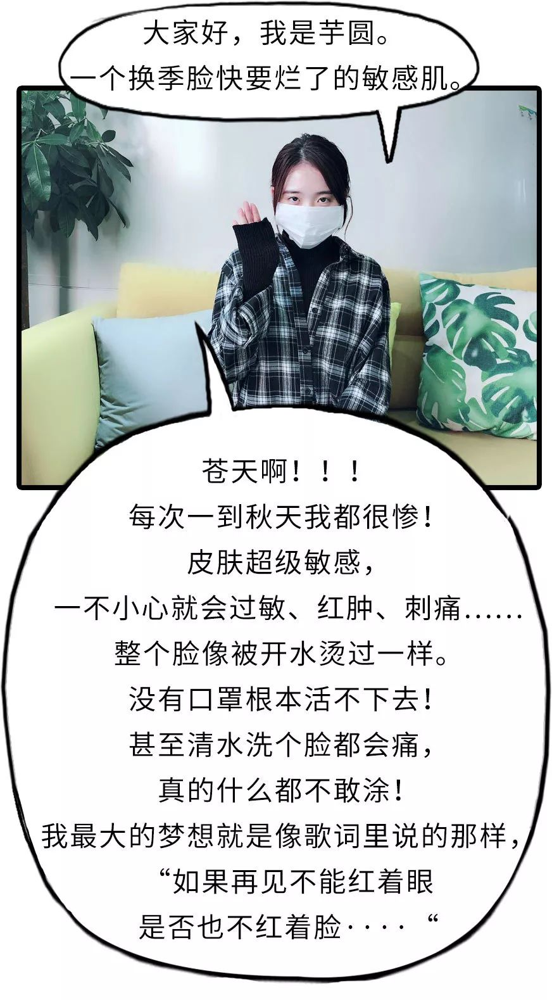 大家好，我是芋圆。
一个换季脸快要烂了的敏感肌。
苍天啊！！！
每次一到秋天我都很惨！
皮肤超级敏感，
一不小心就会过敏、红肿、刺痛……
整个脸像被开水烫过一样。
没有口罩根本活不下去！
甚至清水洗个脸都会痛，
真的什么都不敢涂！
我最大的梦想就是像歌词里说的那样，
“如果再见不能红着眼
是否也不红着脸····“